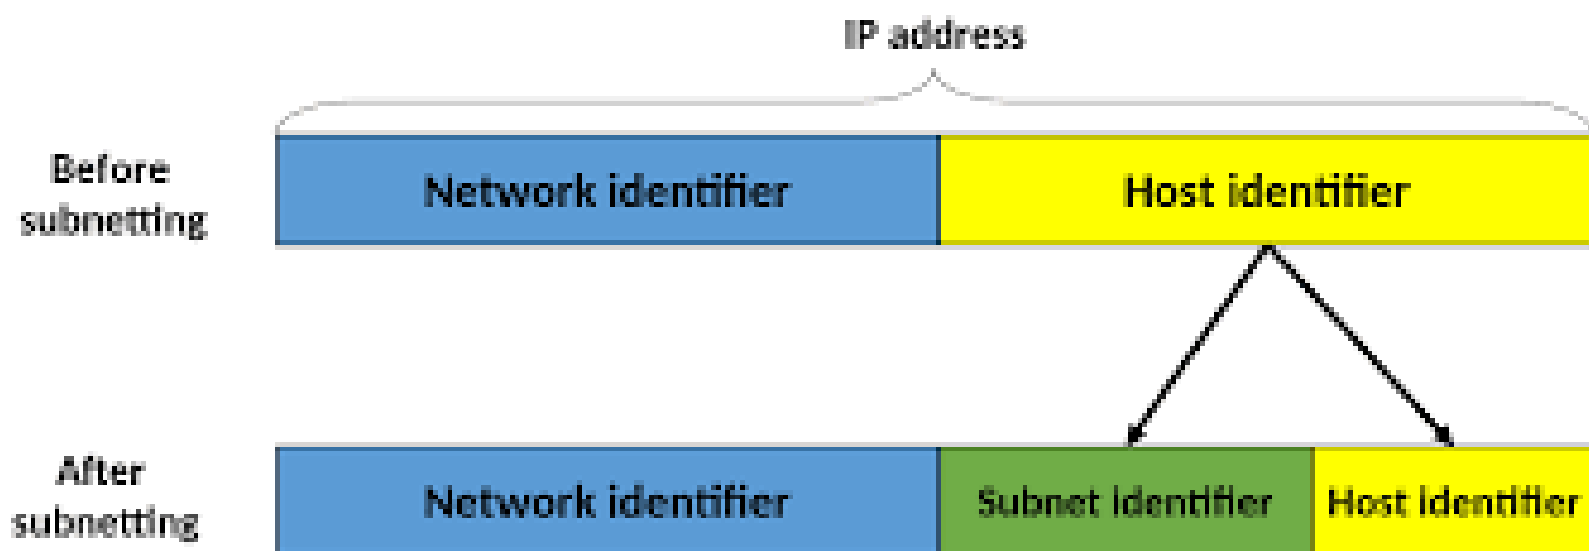 IP address
Before
subnetting
Network identifier
Host identifier
After
subnetting
Network identifier
Subnet identifier
Host identifier